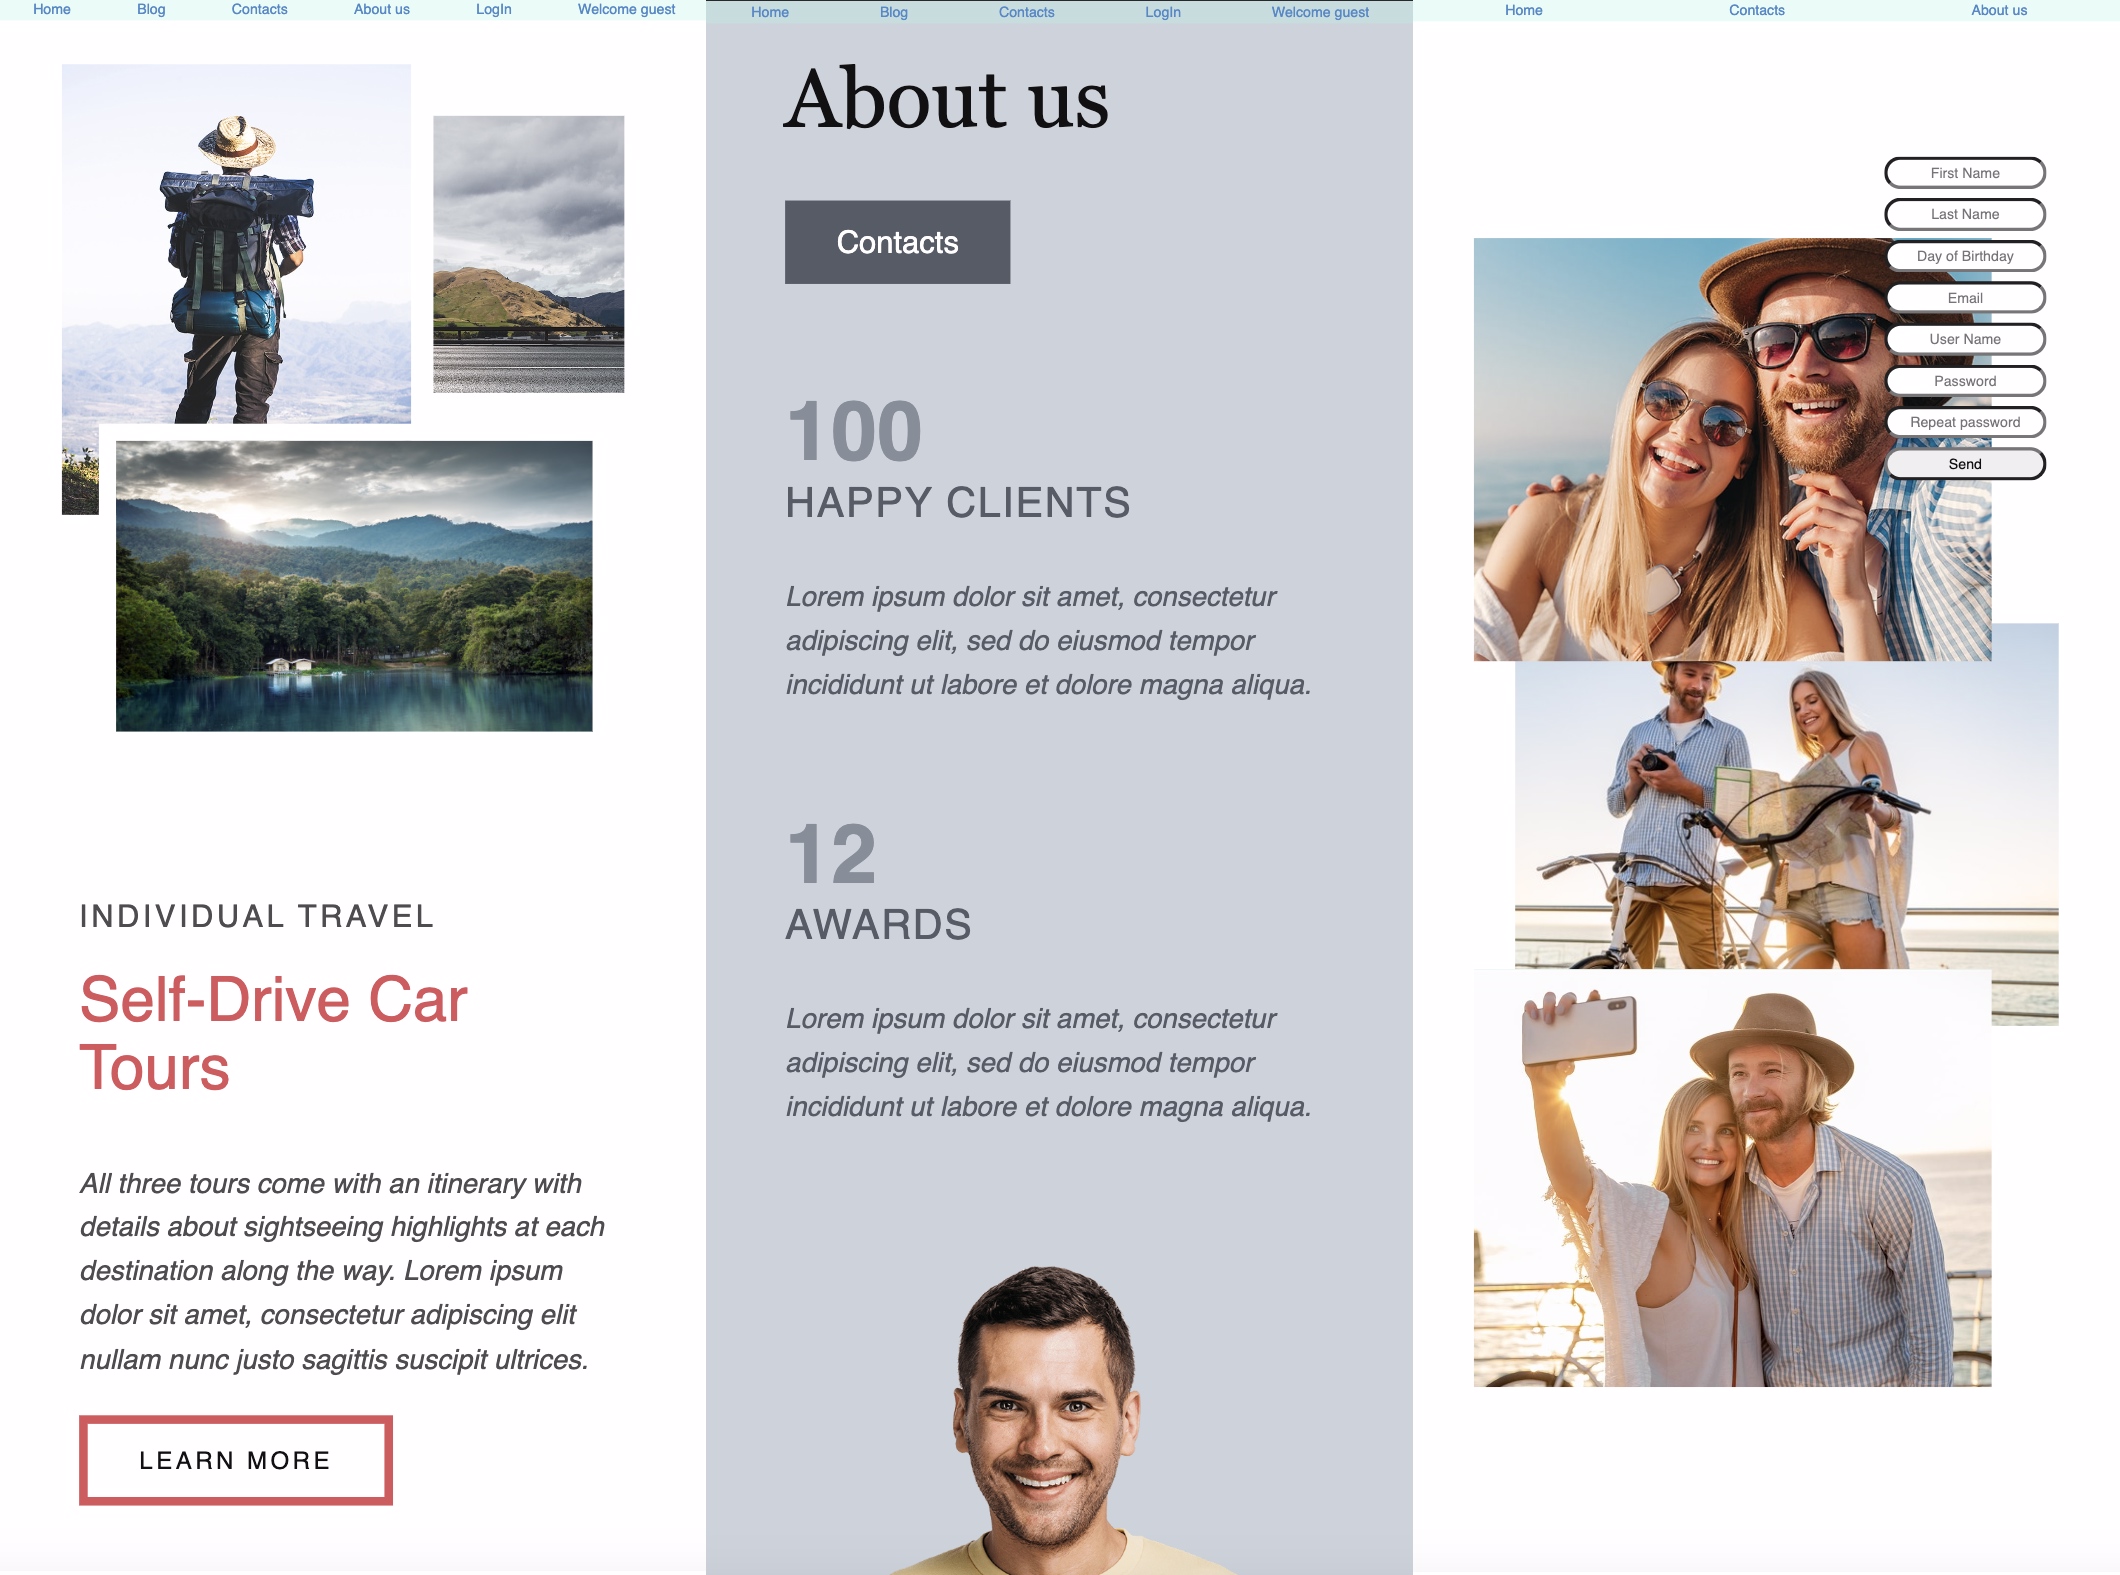 Home Blog Contacts About us LogIn Welcome guest
INDIVIDUAL TRAVEL
Self-Drive Car
Tours
All three tours come with an itinerary with
details about sightseeing highlights at each
destination along the way. Lorem ipsum
dolor sit amet, consectetur adipiscing elit
nullam nunc justo sagittis suscipit ultrices.
LEARN MORE
Home Blog Contacts LogIn Welcome guest
About us
Contacts
100
HAPPY CLIENTS
Lorem ipsum dolor sit amet, consectetur
adipiscing elit, sed do eiusmod tempor
incididunt ut labore et dolore magna aliqua.
12
AWARDS
Lorem ipsum dolor sit amet, consectetur
adipiscing elit, sed do eiusmod tempor
incididunt ut labore et dolore magna aliqua.
Home Contacts About us
First Name
Last Name
Day of Birthday
Email
User Name
Password
Repeat password
Send